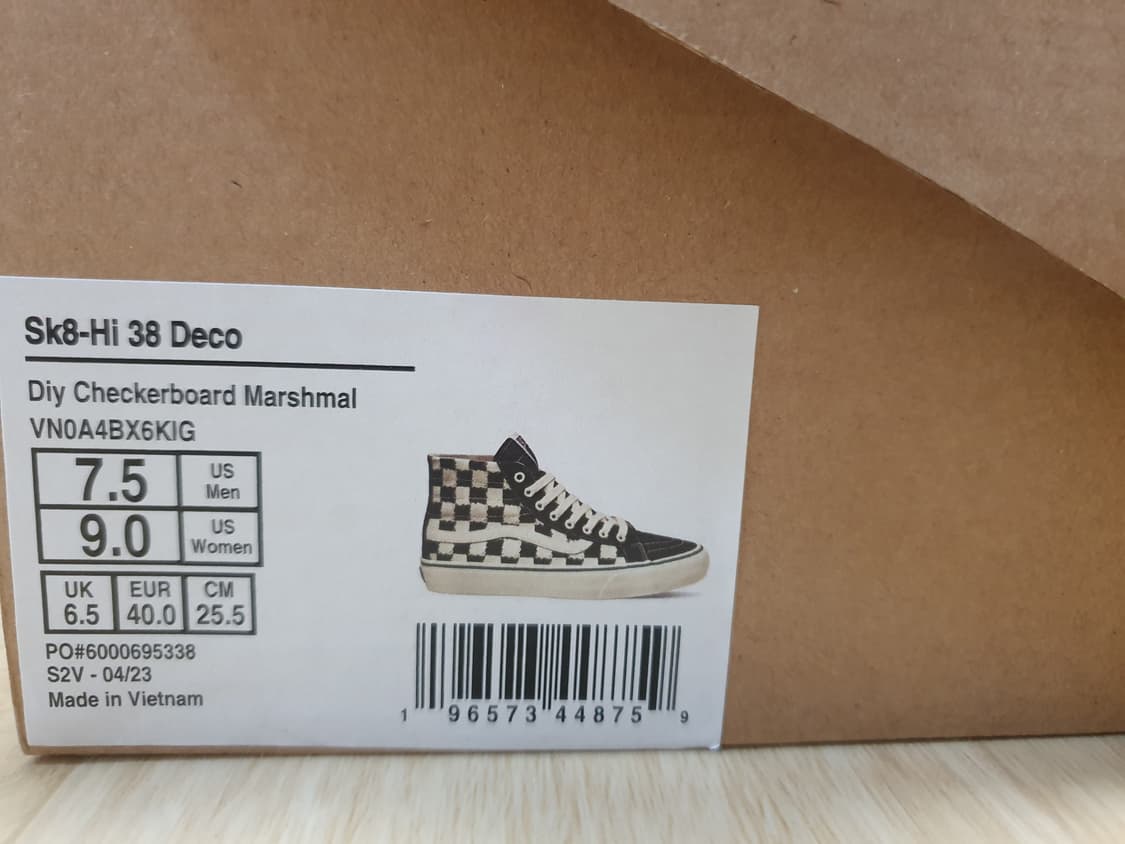 Sk8-Hi 38 Deco
Diy Checkerboard Marshmal
VN0A4BX6KIG
7.5 US Men
9.0 US Women
UK EUR CM
6.5 40.0 25.5
PO#6000695338
S2V - 04/23
Made in Vietnam
1 96573 44875 9